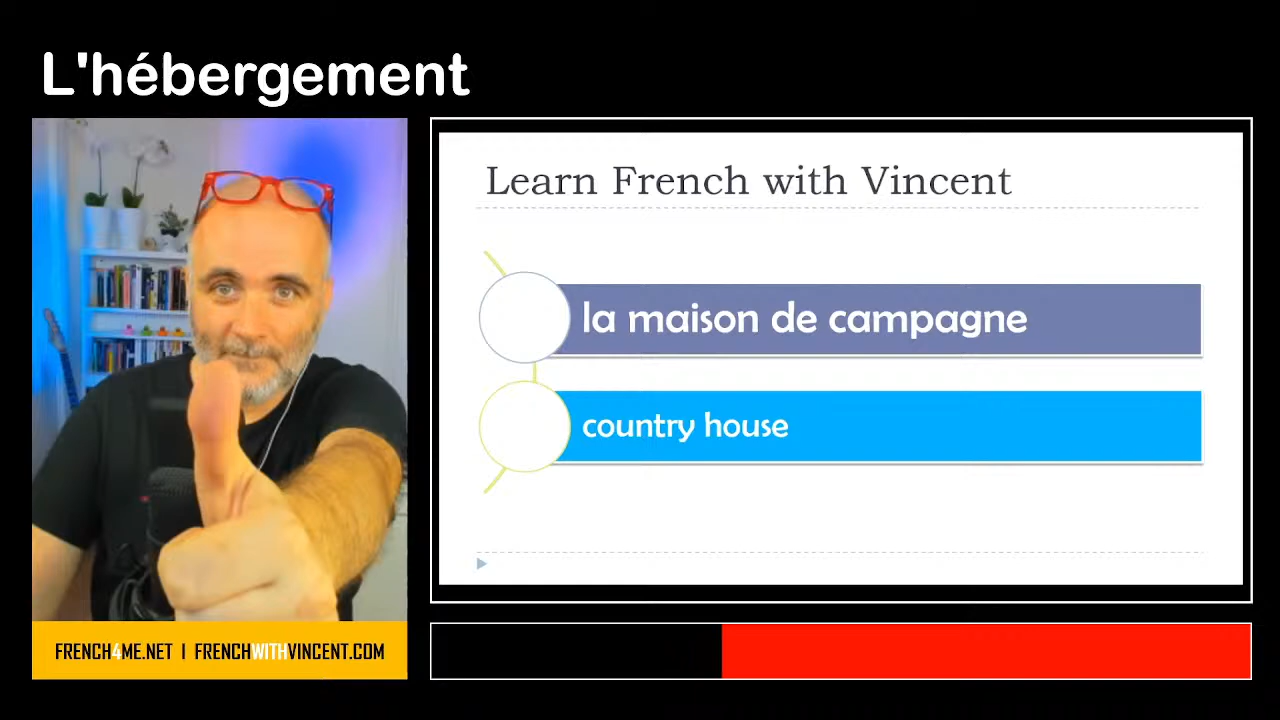 L'hébergement
Learn French with Vincent
la maison de campagne
country house
FRENCH4ME.NET I FRENCHWITHVINCENT.COM